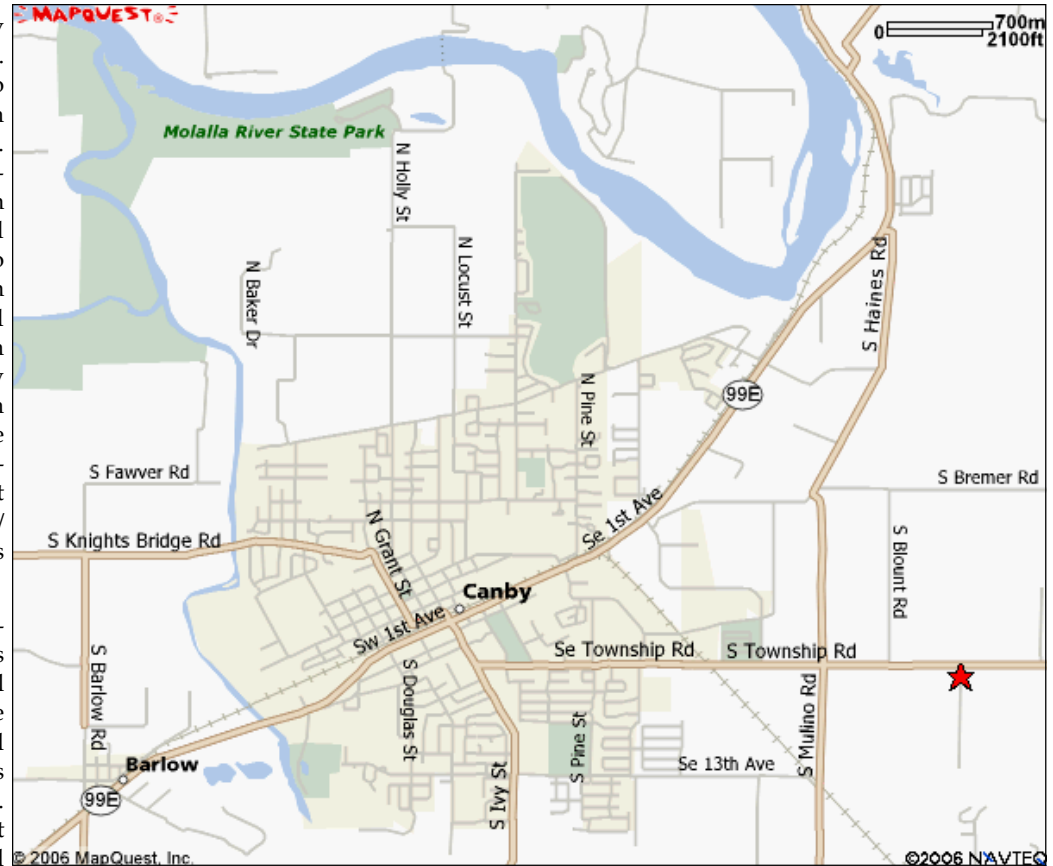 MAPQUEST®
0 700m
2100ft
Molalla River State Park
N Holly St
N Locust St
N Baker Dr
S Haines Rd
N Pine St
99E
S Fawver Rd
S Bremer Rd
S Knights Bridge Rd
N Grant St
Se 1st Ave
S Blount Rd
Canby
Sw 1st Ave
Se Township Rd
S Township Rd
S Barlow Rd
S Douglas St
S Mulino Rd
S Pine St
Se 13th Ave
Barlow
S Ivy St
99E
© 2006 MapQuest, Inc.
©2006 NAVTEQ